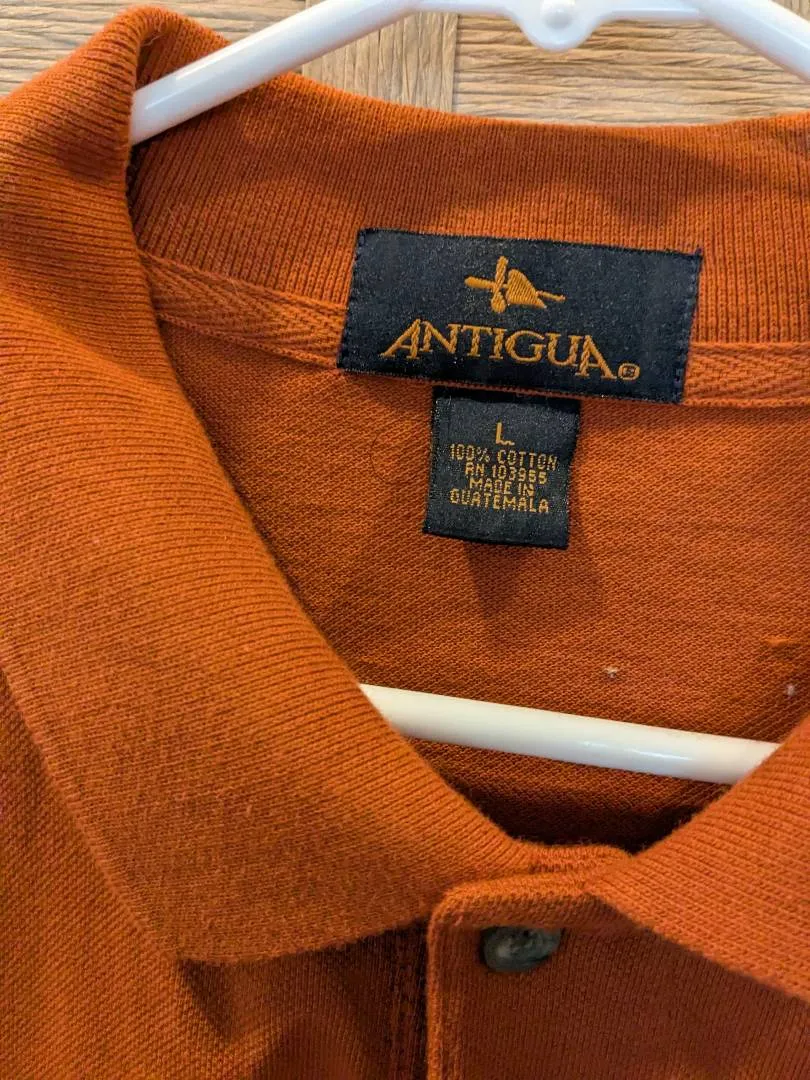 ANTIGUA®
L
100% COTTON
RN 103955
MADE IN
GUATEMALA